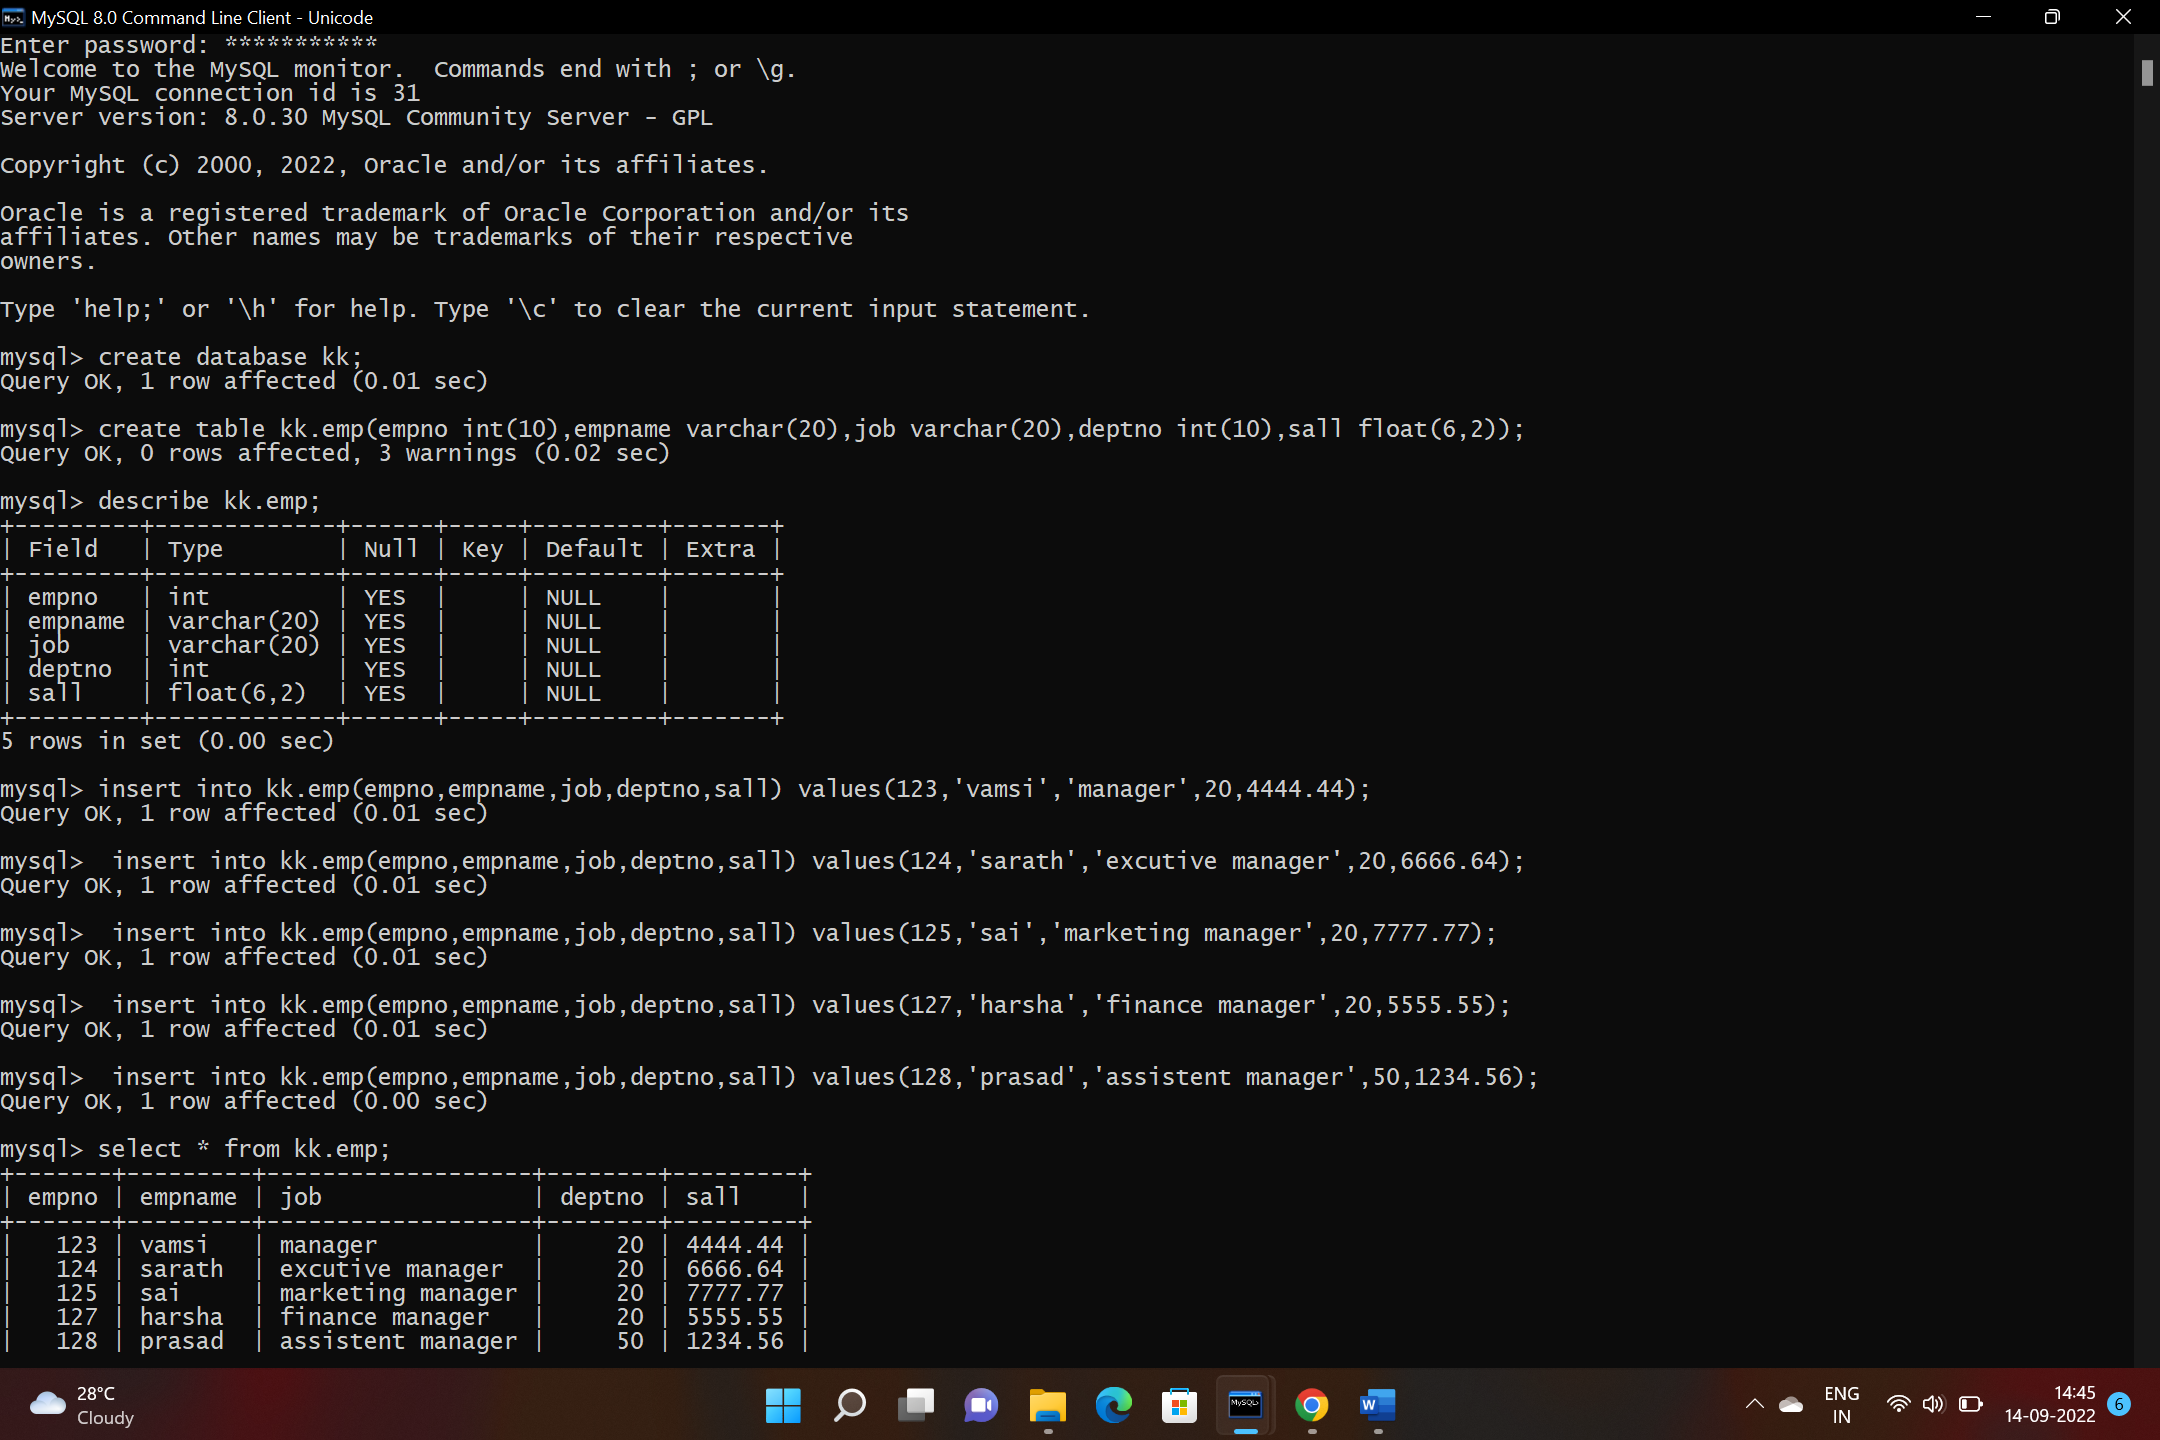 MySQL 8.0 Command Line Client - Unicode
Enter password: ***********
Welcome to the MySQL monitor.  Commands end with ; or \g.
Your MySQL connection id is 31
Server version: 8.0.30 MySQL Community Server - GPL
Copyright (c) 2000, 2022, Oracle and/or its affiliates.
Oracle is a registered trademark of Oracle Corporation and/or its
affiliates. Other names may be trademarks of their respective
owners.
Type 'help;' or '\h' for help. Type '\c' to clear the current input statement.
mysql> create database kk;
Query OK, 1 row affected (0.01 sec)
mysql> create table kk.emp(empno int(10),empname varchar(20),job varchar(20),deptno int(10),sall float(6,2));
Query OK, 0 rows affected, 3 warnings (0.02 sec)
mysql> describe kk.emp;
+---------+-------------+------+-----+---------+-------+
| Field   | Type        | Null | Key | Default | Extra |
+---------+-------------+------+-----+---------+-------+
| empno   | int         | YES  |     | NULL    |       |
| empname | varchar(20) | YES  |     | NULL    |       |
| job     | varchar(20) | YES  |     | NULL    |       |
| deptno  | int         | YES  |     | NULL    |       |
| sall    | float(6,2)  | YES  |     | NULL    |       |
+---------+-------------+------+-----+---------+-------+
5 rows in set (0.00 sec)
mysql> insert into kk.emp(empno,empname,job,deptno,sall) values(123,'vamsi','manager',20,4444.44);
Query OK, 1 row affected (0.01 sec)
mysql>  insert into kk.emp(empno,empname,job,deptno,sall) values(124,'sarath','excutive manager',20,6666.64);
Query OK, 1 row affected (0.01 sec)
mysql>  insert into kk.emp(empno,empname,job,deptno,sall) values(125,'sai','marketing manager',20,7777.77);
Query OK, 1 row affected (0.01 sec)
mysql>  insert into kk.emp(empno,empname,job,deptno,sall) values(127,'harsha','finance manager',20,5555.55);
Query OK, 1 row affected (0.01 sec)
mysql>  insert into kk.emp(empno,empname,job,deptno,sall) values(128,'prasad','assistent manager',50,1234.56);
Query OK, 1 row affected (0.00 sec)
mysql> select * from kk.emp;
+-------+---------+-------------------+--------+---------+
| empno | empname | job               | deptno | sall    |
+-------+---------+-------------------+--------+---------+
|   123 | vamsi   | manager           |     20 | 4444.44 |
|   124 | sarath  | excutive manager  |     20 | 6666.64 |
|   125 | sai     | marketing manager |     20 | 7777.77 |
|   127 | harsha  | finance manager   |     20 | 5555.55 |
|   128 | prasad  | assistent manager |     50 | 1234.56 |
28°C
Cloudy
MySQL>
W
ENG
IN
14:45
14-09-2022
6